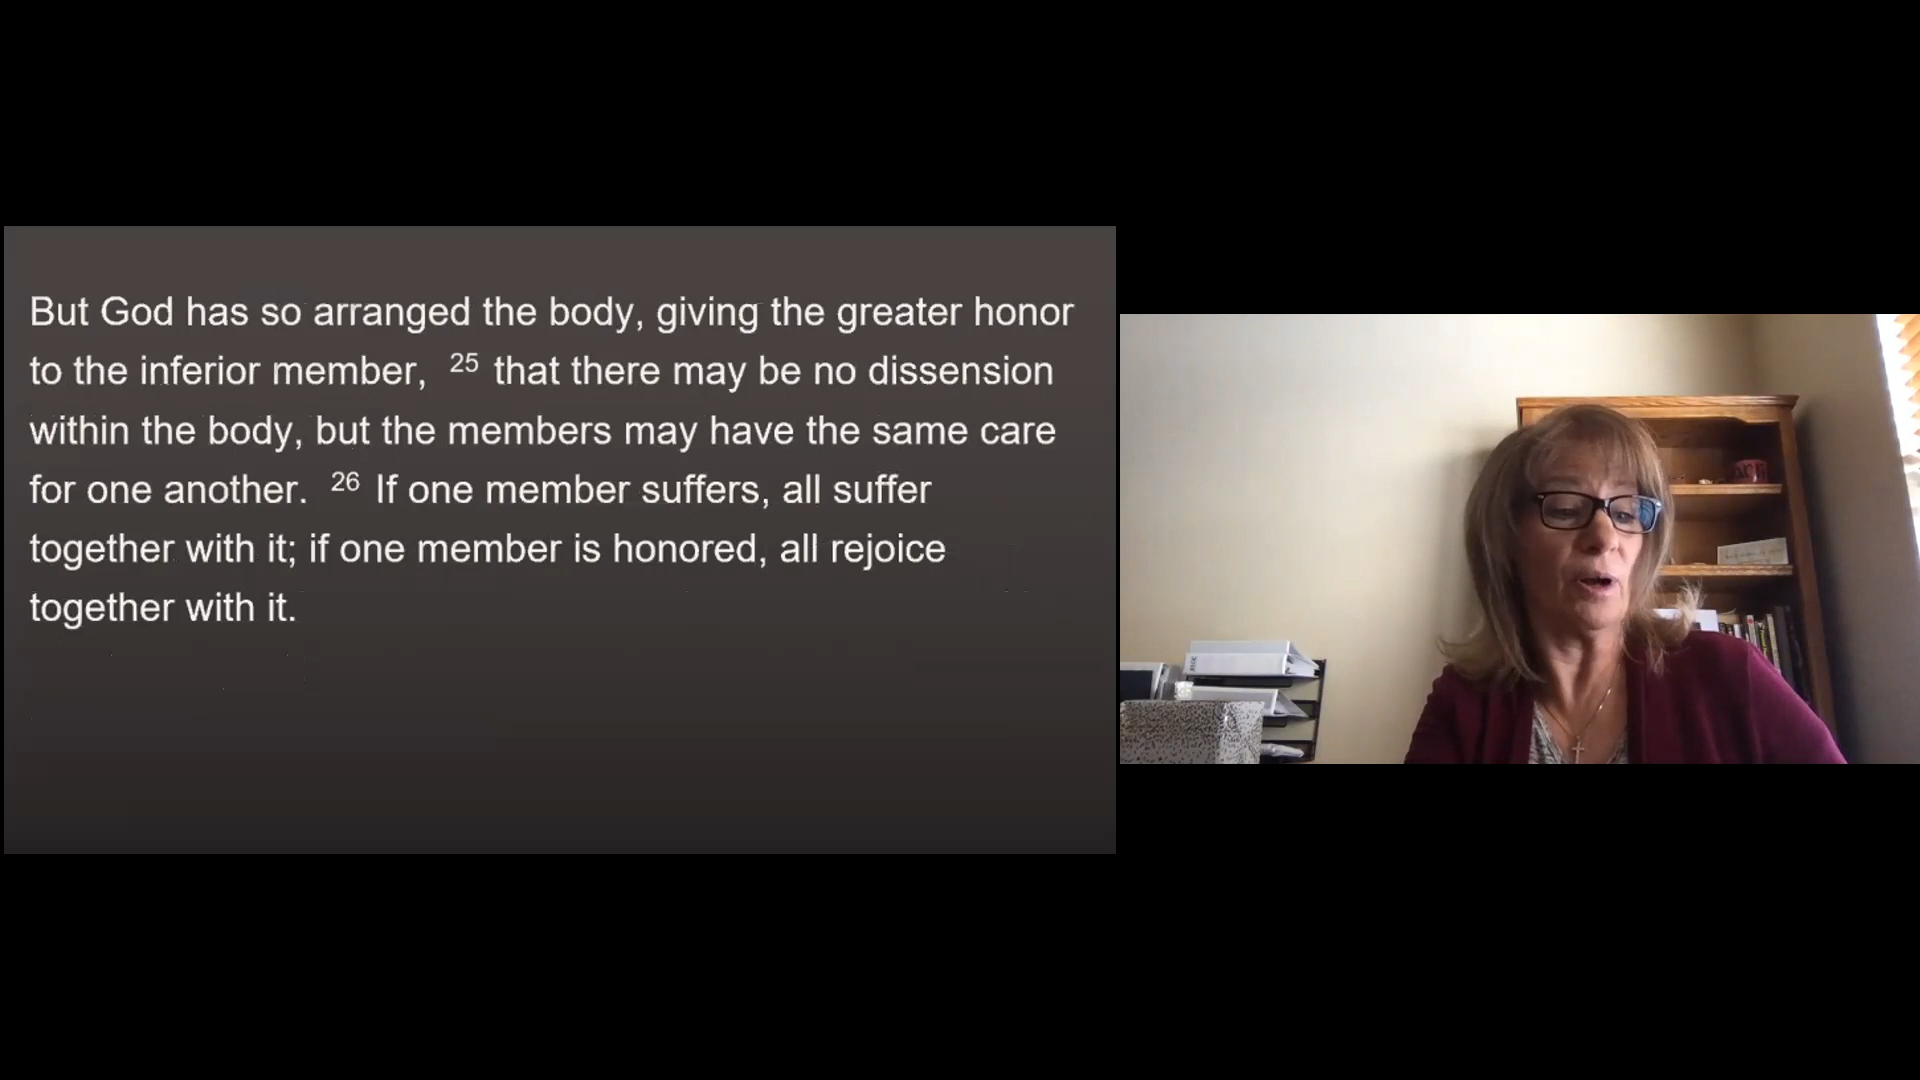 But God has so arranged the body, giving the greater honor
to the inferior member, 25 that there may be no dissension
within the body, but the members may have the same care
for one another. 26 If one member suffers, all suffer
together with it; if one member is honored, all rejoice
together with it.